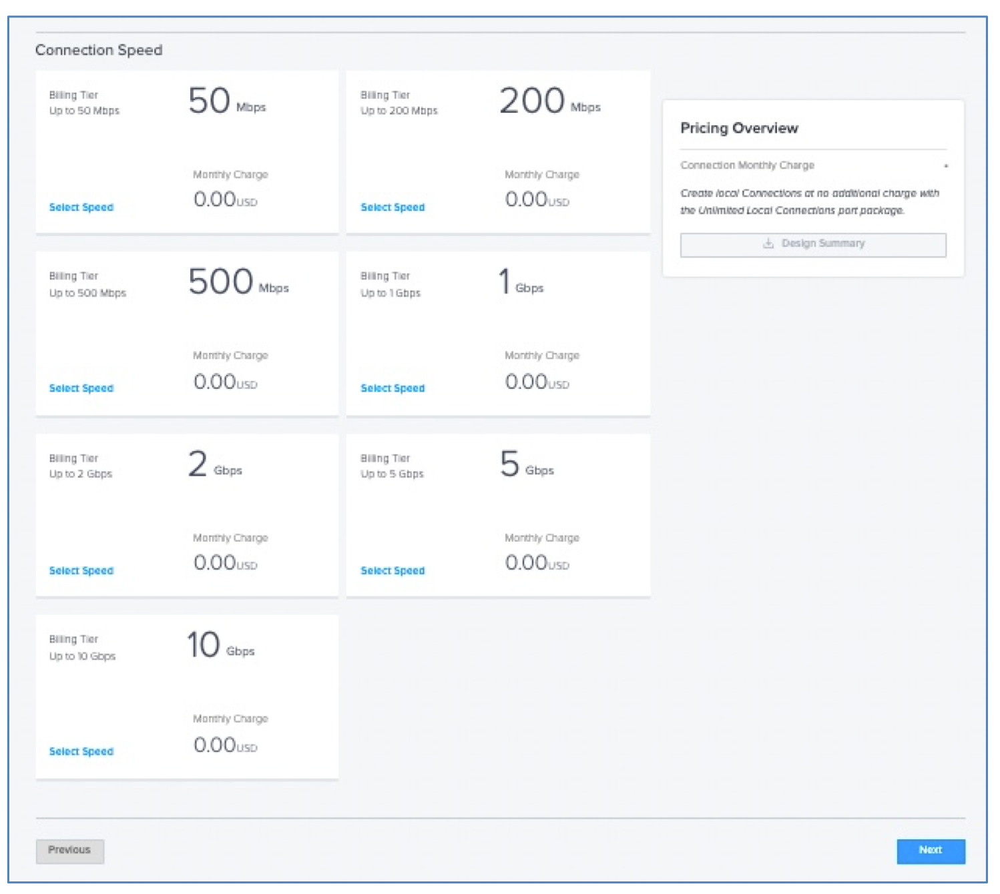 Connection Speed
Billing Tier
Up to 50 Mbps
50 Mbps
Monthly Charge
0.00USD
Select Speed
Billing Tier
Up to 200 Mbps
200 Mbps
Monthly Charge
0.00USD
Select Speed
Billing Tier
Up to 500 Mbps
500 Mbps
Monthly Charge
0.00USD
Select Speed
Billing Tier
Up to 1 Gbps
1 Gbps
Monthly Charge
0.00USD
Select Speed
Billing Tier
Up to 2 Gbps
2 Gbps
Monthly Charge
0.00USD
Select Speed
Billing Tier
Up to 5 Gbps
5 Gbps
Monthly Charge
0.00USD
Select Speed
Billing Tier
Up to 10 Gbps
10 Gbps
Monthly Charge
0.00USD
Select Speed
Pricing Overview
Connection Monthly Charge -
Create local Connections at no additional charge with
the Unlimited Local Connections port package.
Design Summary
Previous
Next